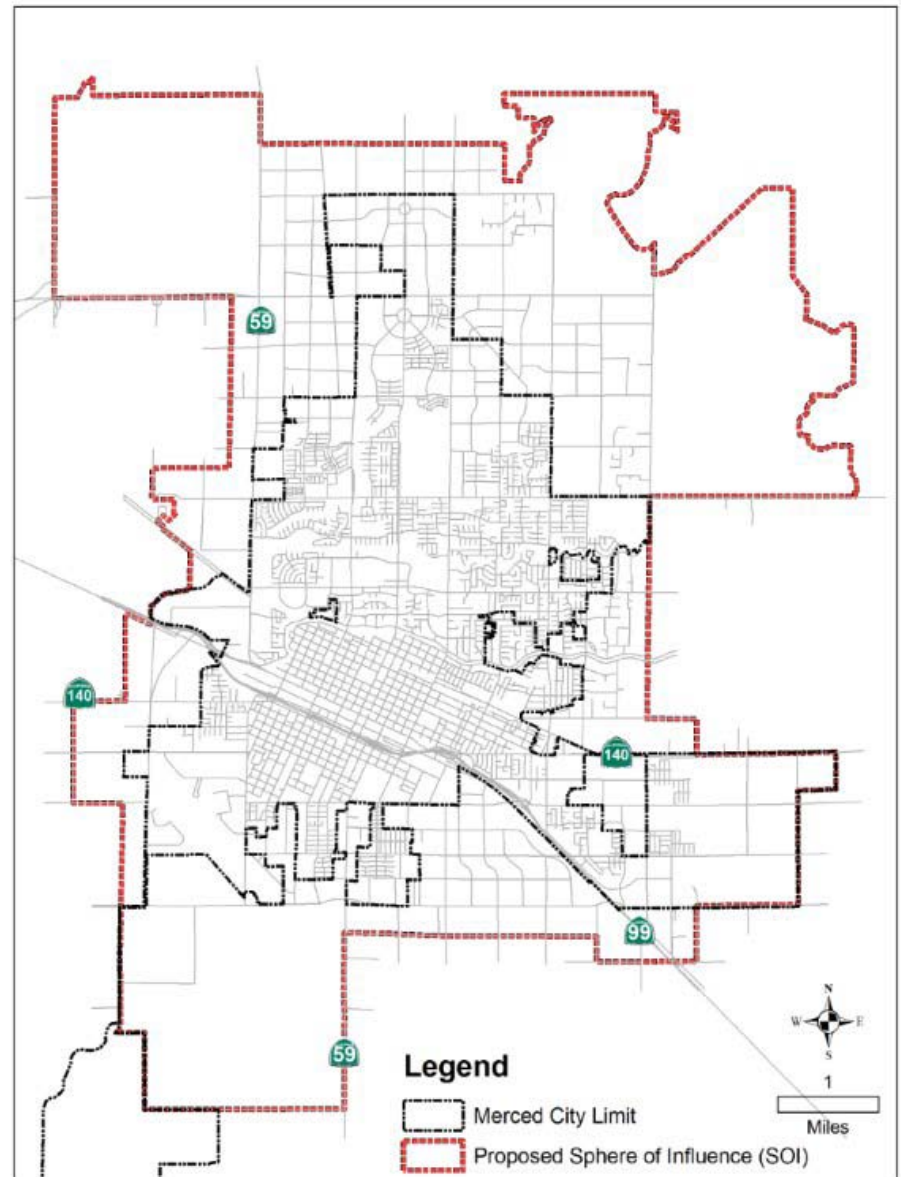 59
140
140
99
N
W E
S
59
Legend
1
Miles
Merced City Limit
Proposed Sphere of Influence (SOI)